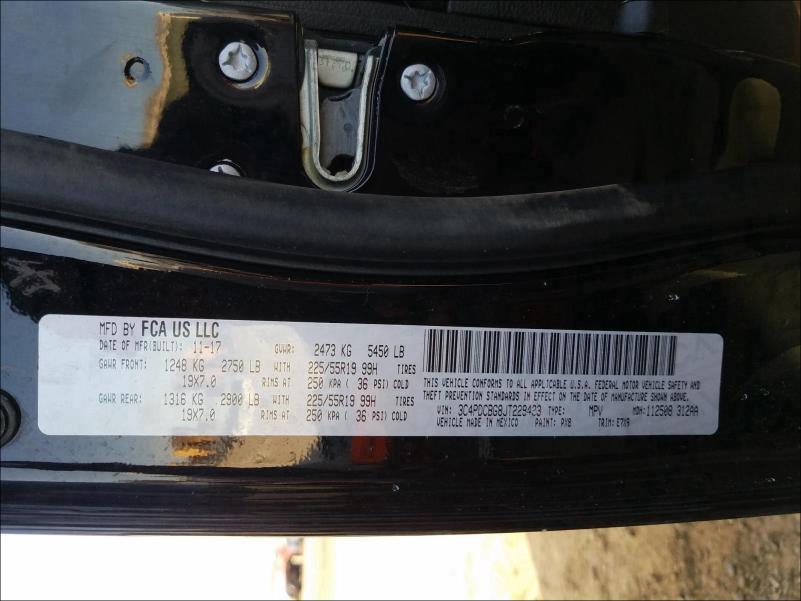 MFD BY FCA US LLC
DATE OF MFR(BUILT): 11-17 GVWR: 2473 KG 5450 LB
GAWR FRONT: 1248 KG 2750 LB WITH 225/55R19 99H TIRES
19X7.0 RIMS AT 250 KPA ( 36 PSI) COLD
GAWR REAR: 1316 KG 2900 LB WITH 225/55R19 99H TIRES
19X7.0 RIMS AT 250 KPA ( 36 PSI) COLD
THIS VEHICLE CONFORMS TO ALL APPLICABLE U.S.A. FEDERAL MOTOR VEHICLE SAFETY AND
THEFT PREVENTION STANDARDS IN EFFECT ON THE DATE OF MANUFACTURE SHOWN ABOVE.
VIN: 3C4PDCBG8JT229423 TYPE: MPV MDH: 112508 312AA
VEHICLE MADE IN MEXICO PAINT: PX8 TRIM: E7X9